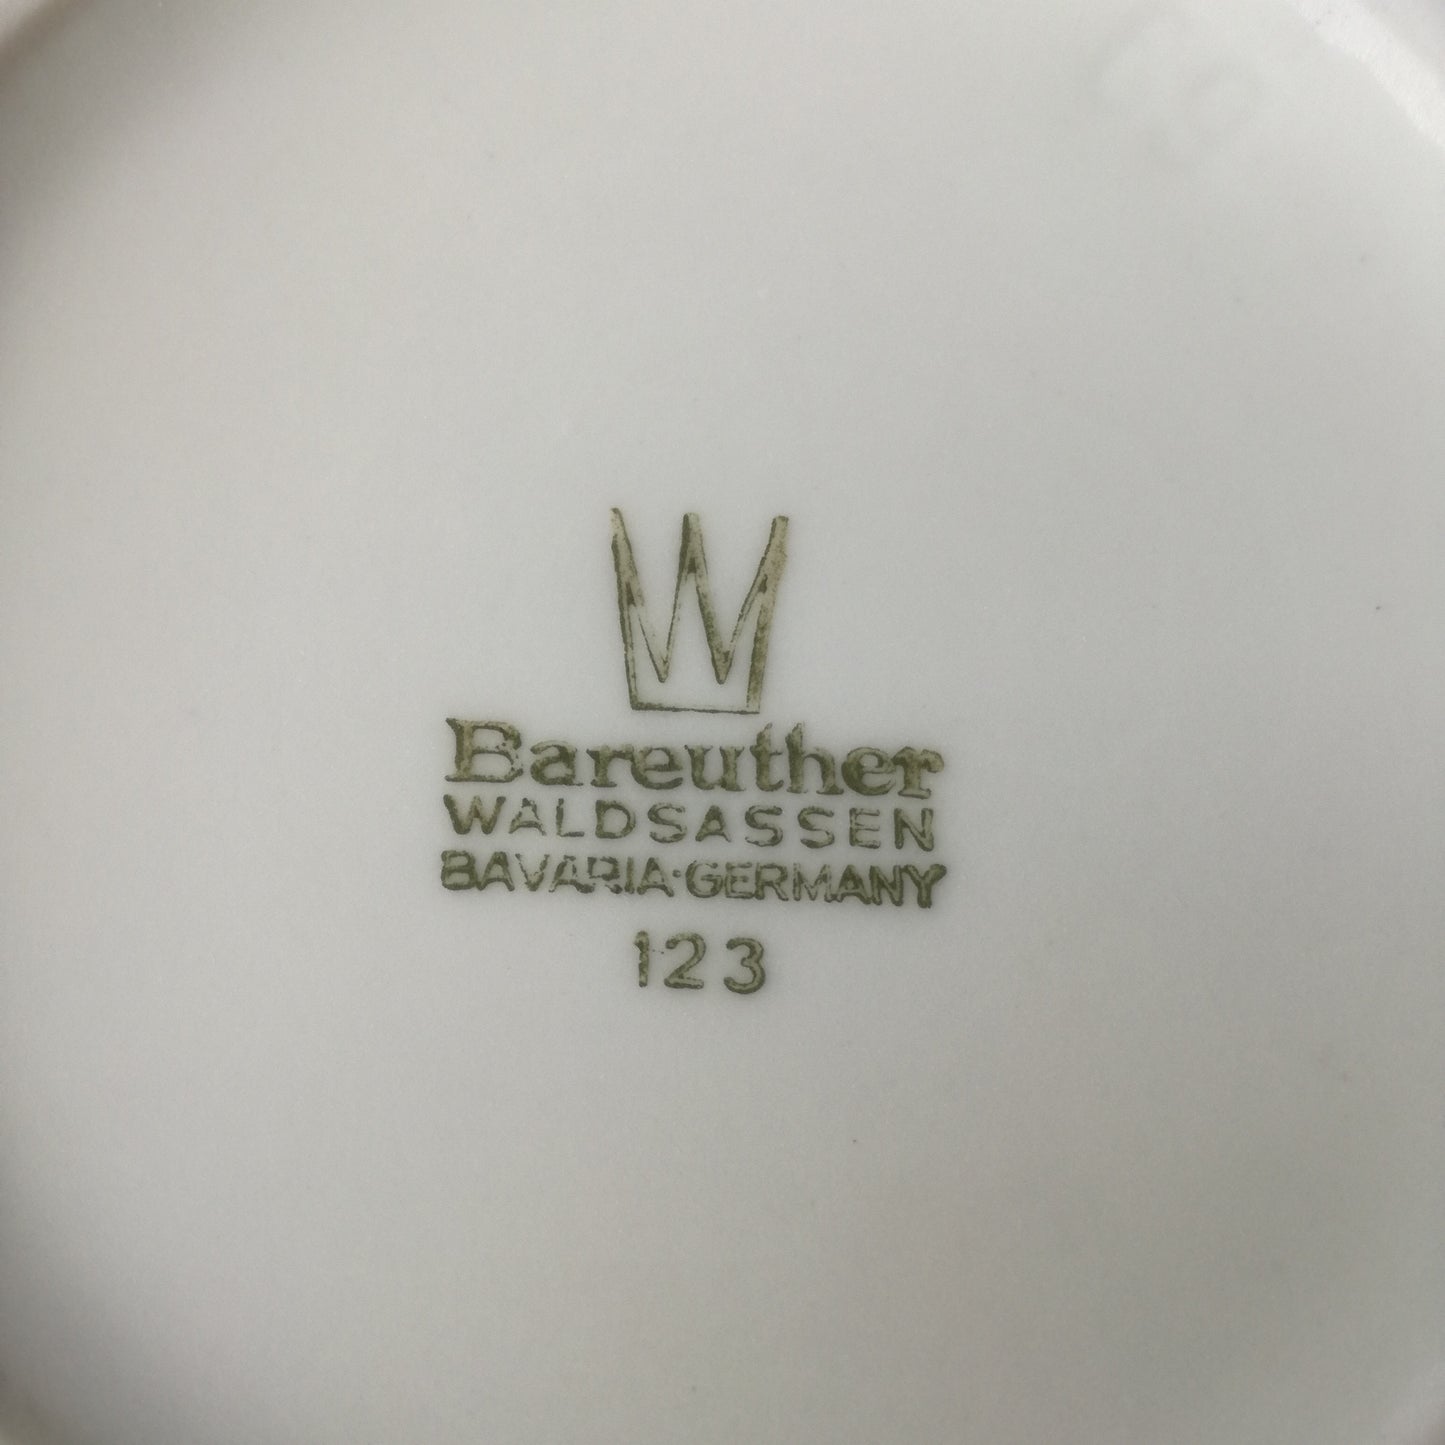 Bareuther
WALDSASSEN
BAVARIA·GERMANY
123